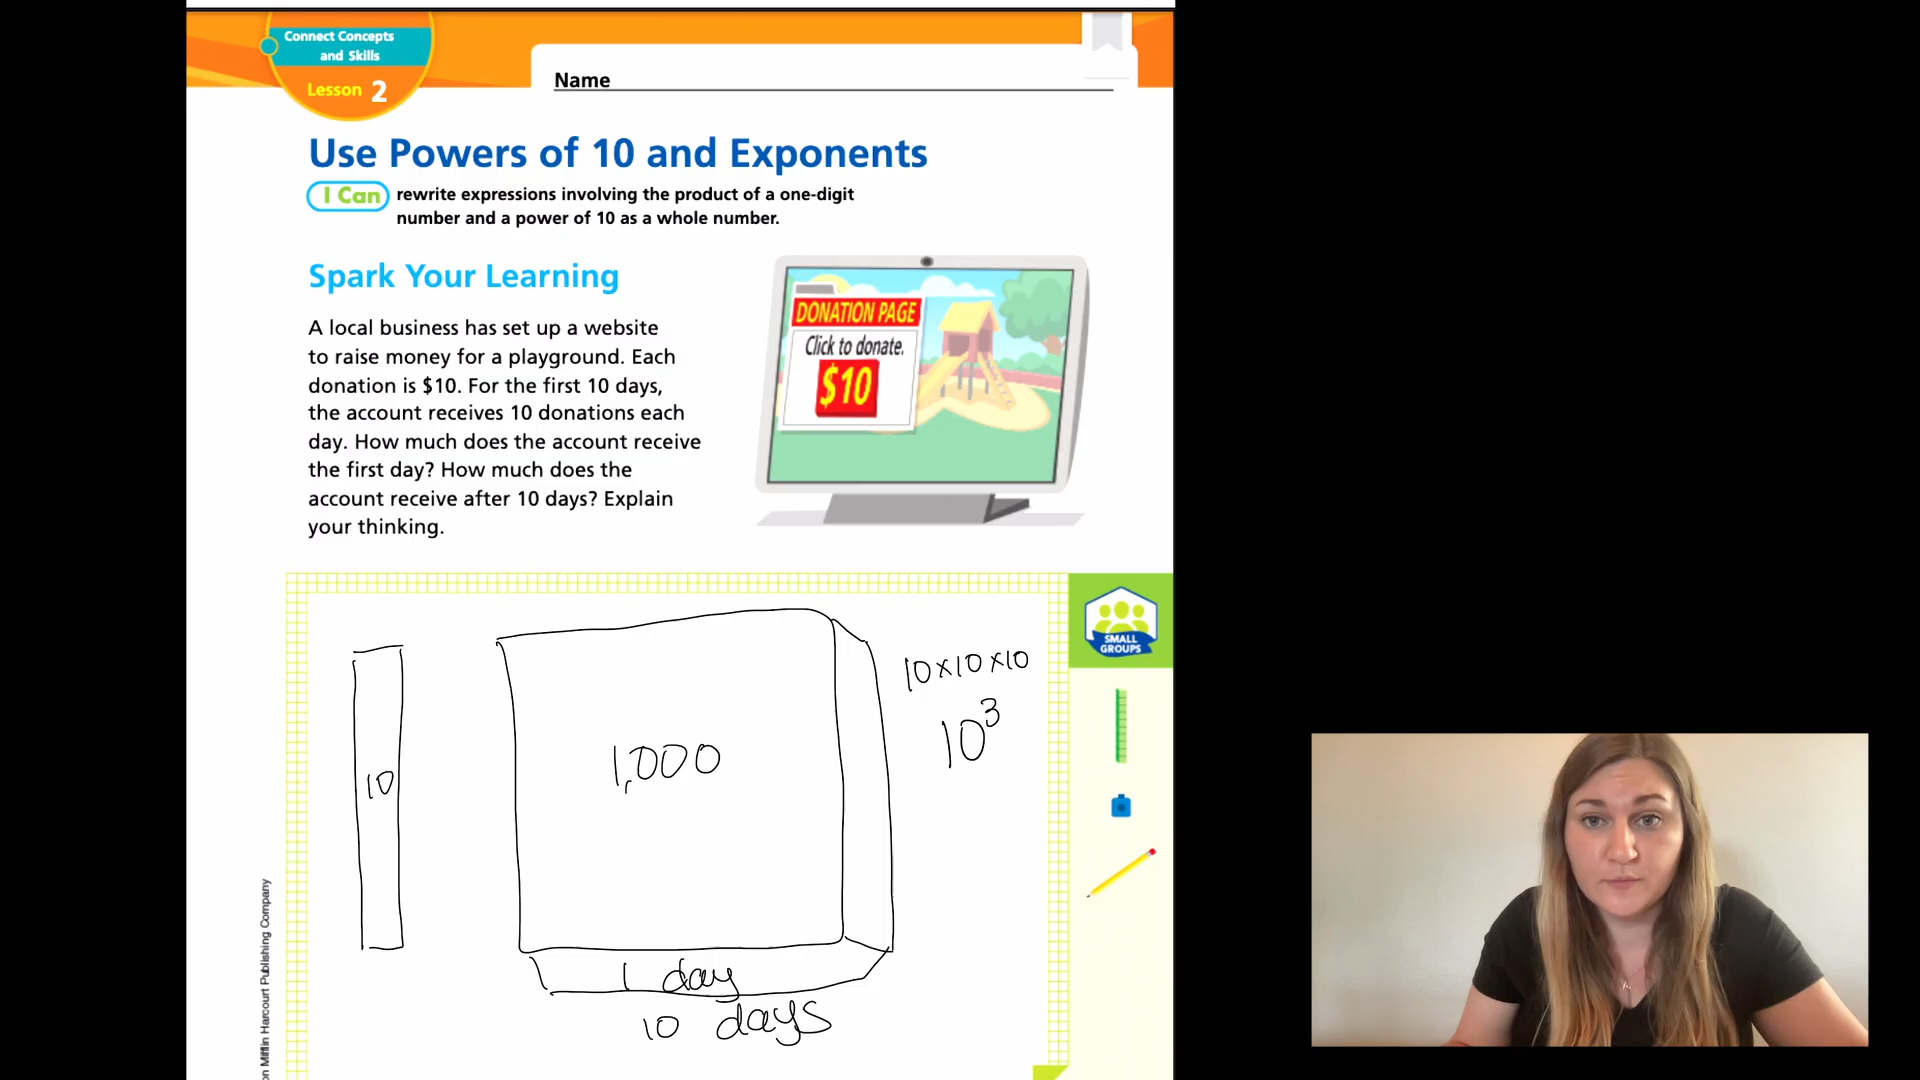 Connect Concepts
and Skills
Lesson 2
Name
Use Powers of 10 and Exponents
I Can rewrite expressions involving the product of a one-digit
number and a power of 10 as a whole number.
Spark Your Learning
A local business has set up a website
to raise money for a playground. Each
donation is $10. For the first 10 days,
the account receives 10 donations each
day. How much does the account receive
the first day? How much does the
account receive after 10 days? Explain
your thinking.
DONATION PAGE
Click to donate.
$10
SMALL
GROUPS
10
1,000
10×10×10
10³
1 day
10 days
on Mifflin Harcourt Publishing Company